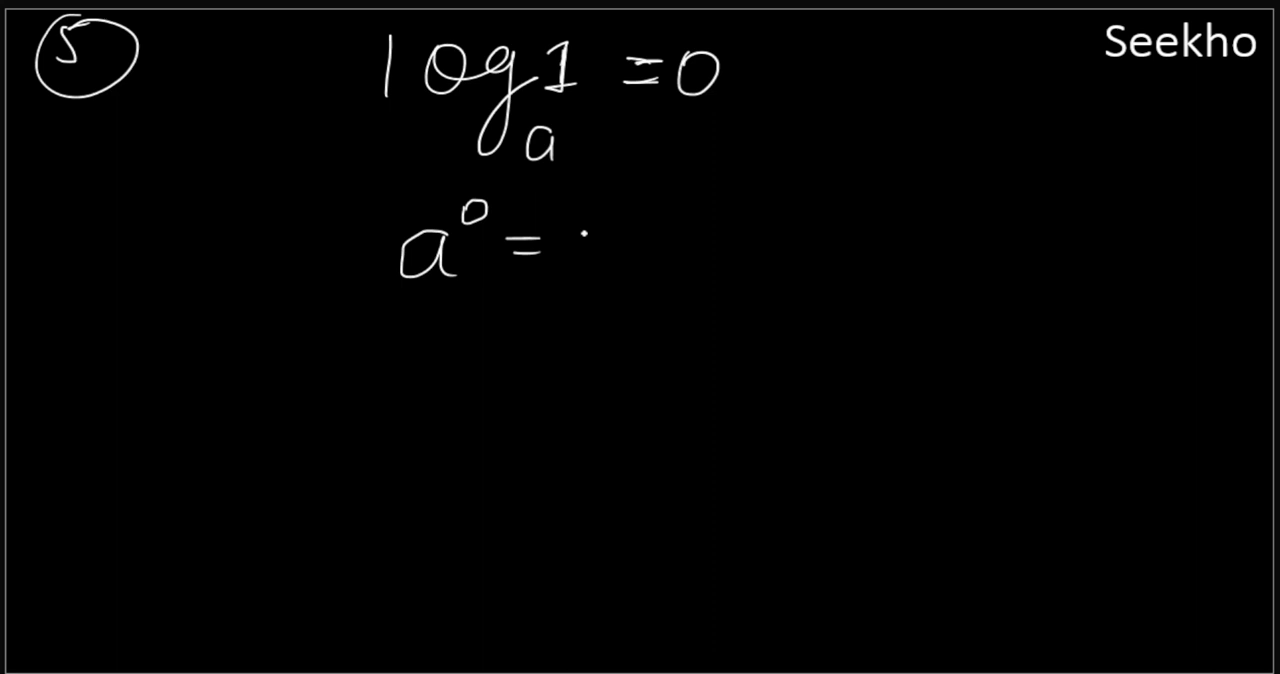 5
Seekho
log_a 1 = 0
a^0 = .